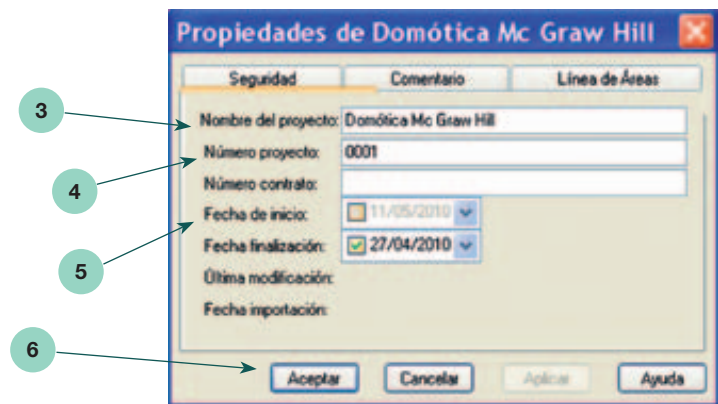 Propiedades de Domótica Mc Graw Hill
Seguridad Comentario Línea de Áreas
3
Nombre del proyecto: Domótica Mc Graw Hill
Número proyecto: 0001
4
Número contrato:
Fecha de inicio: 11/05/2010
Fecha finalización: 27/04/2010
5
Última modificación:
Fecha importación:
6
Aceptar Cancelar Aplicar Ayuda